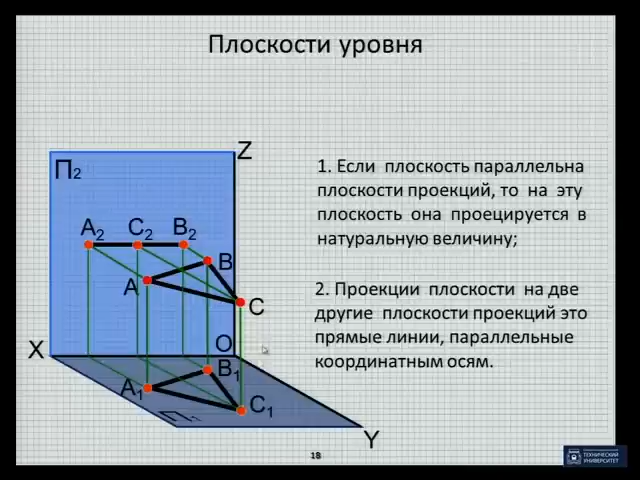 Плоскости уровня
Z
П2
1. Если плоскость параллельна
плоскости проекций, то на эту
плоскость она проецируется в
натуральную величину;
A2 C2 B2
B
A
C
2. Проекции плоскости на две
другие плоскости проекций это
прямые линии, параллельные
координатным осям.
X
O
B1
A1
C1
П1
Y
18
ТЕХНИЧЕСКИЙ
УНИВЕРСИТЕТ